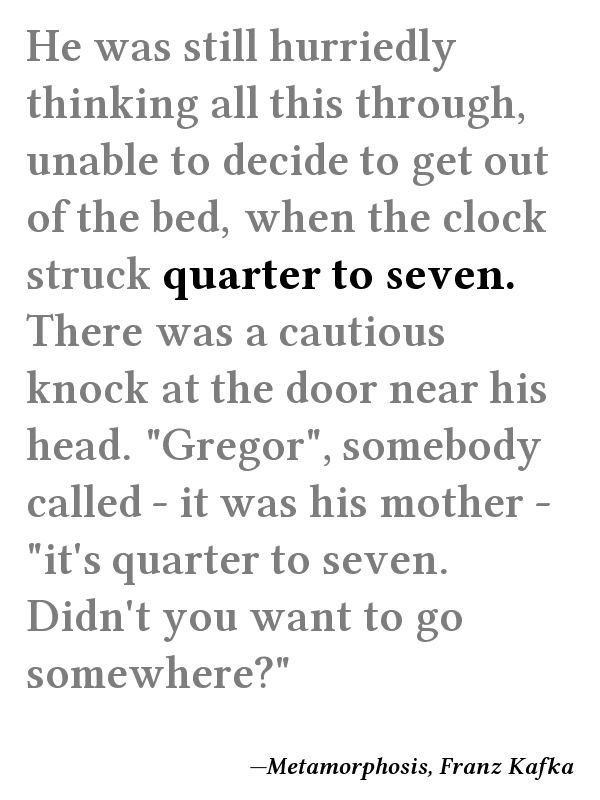 He was still hurriedly
thinking all this through,
unable to decide to get out
of the bed, when the clock
struck quarter to seven.
There was a cautious
knock at the door near his
head. "Gregor", somebody
called - it was his mother -
"it's quarter to seven.
Didn't you want to go
somewhere?"
—Metamorphosis, Franz Kafka